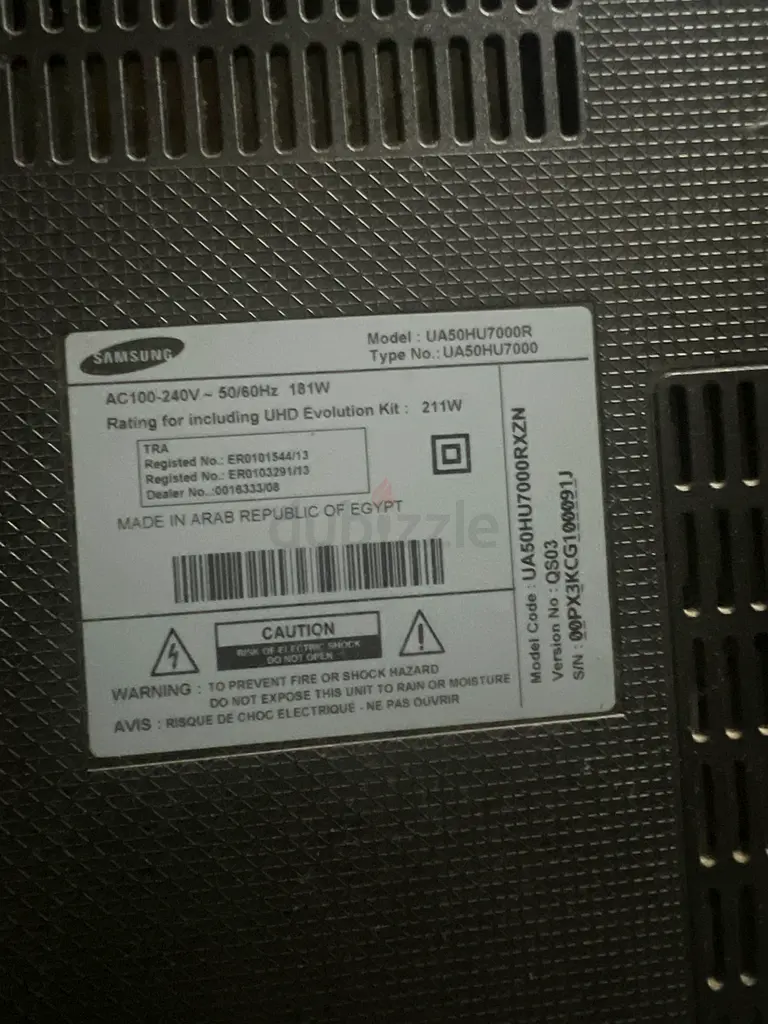 SAMSUNG
Model : UA50HU7000R
Type No.: UA50HU7000
AC100-240V ~ 50/60Hz 181W
Rating for including UHD Evolution Kit : 211W
TRA
Registed No.: ER0101544/13
Registed No.: ER0103291/13
Dealer No..:0016333/08
MADE IN ARAB REPUBLIC OF EGYPT
dubizzle
CAUTION
RISK OF ELECTRIC SHOCK
DO NOT OPEN
WARNING : TO PREVENT FIRE OR SHOCK HAZARD
DO NOT EXPOSE THIS UNIT TO RAIN OR MOISTURE
AVIS : RISQUE DE CHOC ELECTRIQUE - NE PAS OUVRIR
Model Code : UA50HU7000RXZN
Version No : QS03
S/N : 00PX3KCG100091J